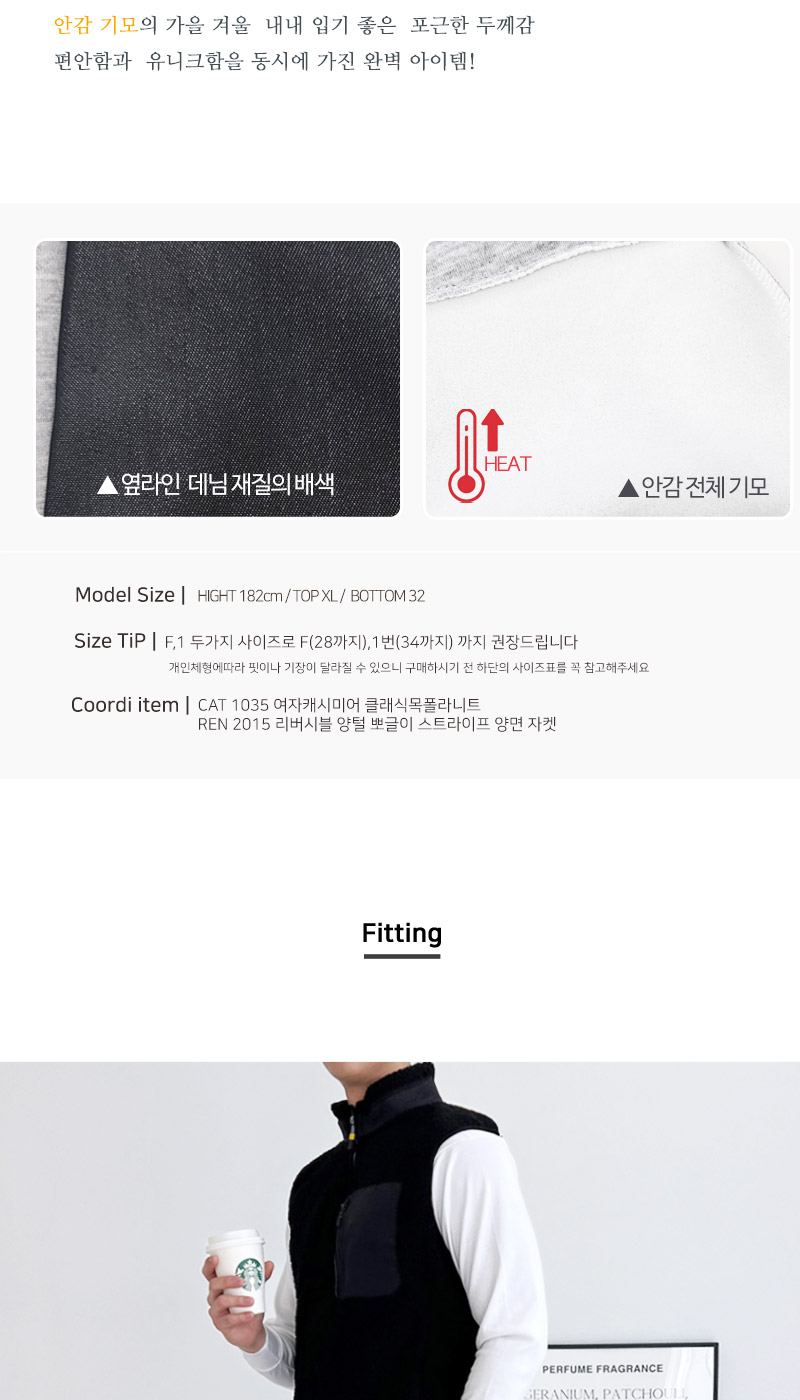 안감 기모의 가을 겨울 내내 입기 좋은 포근한 두께감
편안함과 유니크함을 동시에 가진 완벽 아이템!
▲옆라인 데님 재질의 배색
HEAT
▲안감 전체 기모
Model Size | HIGHT 182cm / TOP XL / BOTTOM 32
Size TiP | F,1 두가지 사이즈로 F(28까지),1번(34까지) 까지 권장드립니다
개인체형에따라 핏이나 기장이 달라질 수 있으니 구매하시기 전 하단의 사이즈표를 꼭 참고해주세요
Coordi item | CAT 1035 여자캐시미어 클래식목폴라니트
REN 2015 리버시블 양털 뽀글이 스트라이프 양면 자켓
Fitting
PERFUME FRAGRANCE
GERANIUM, PATCHOULI,